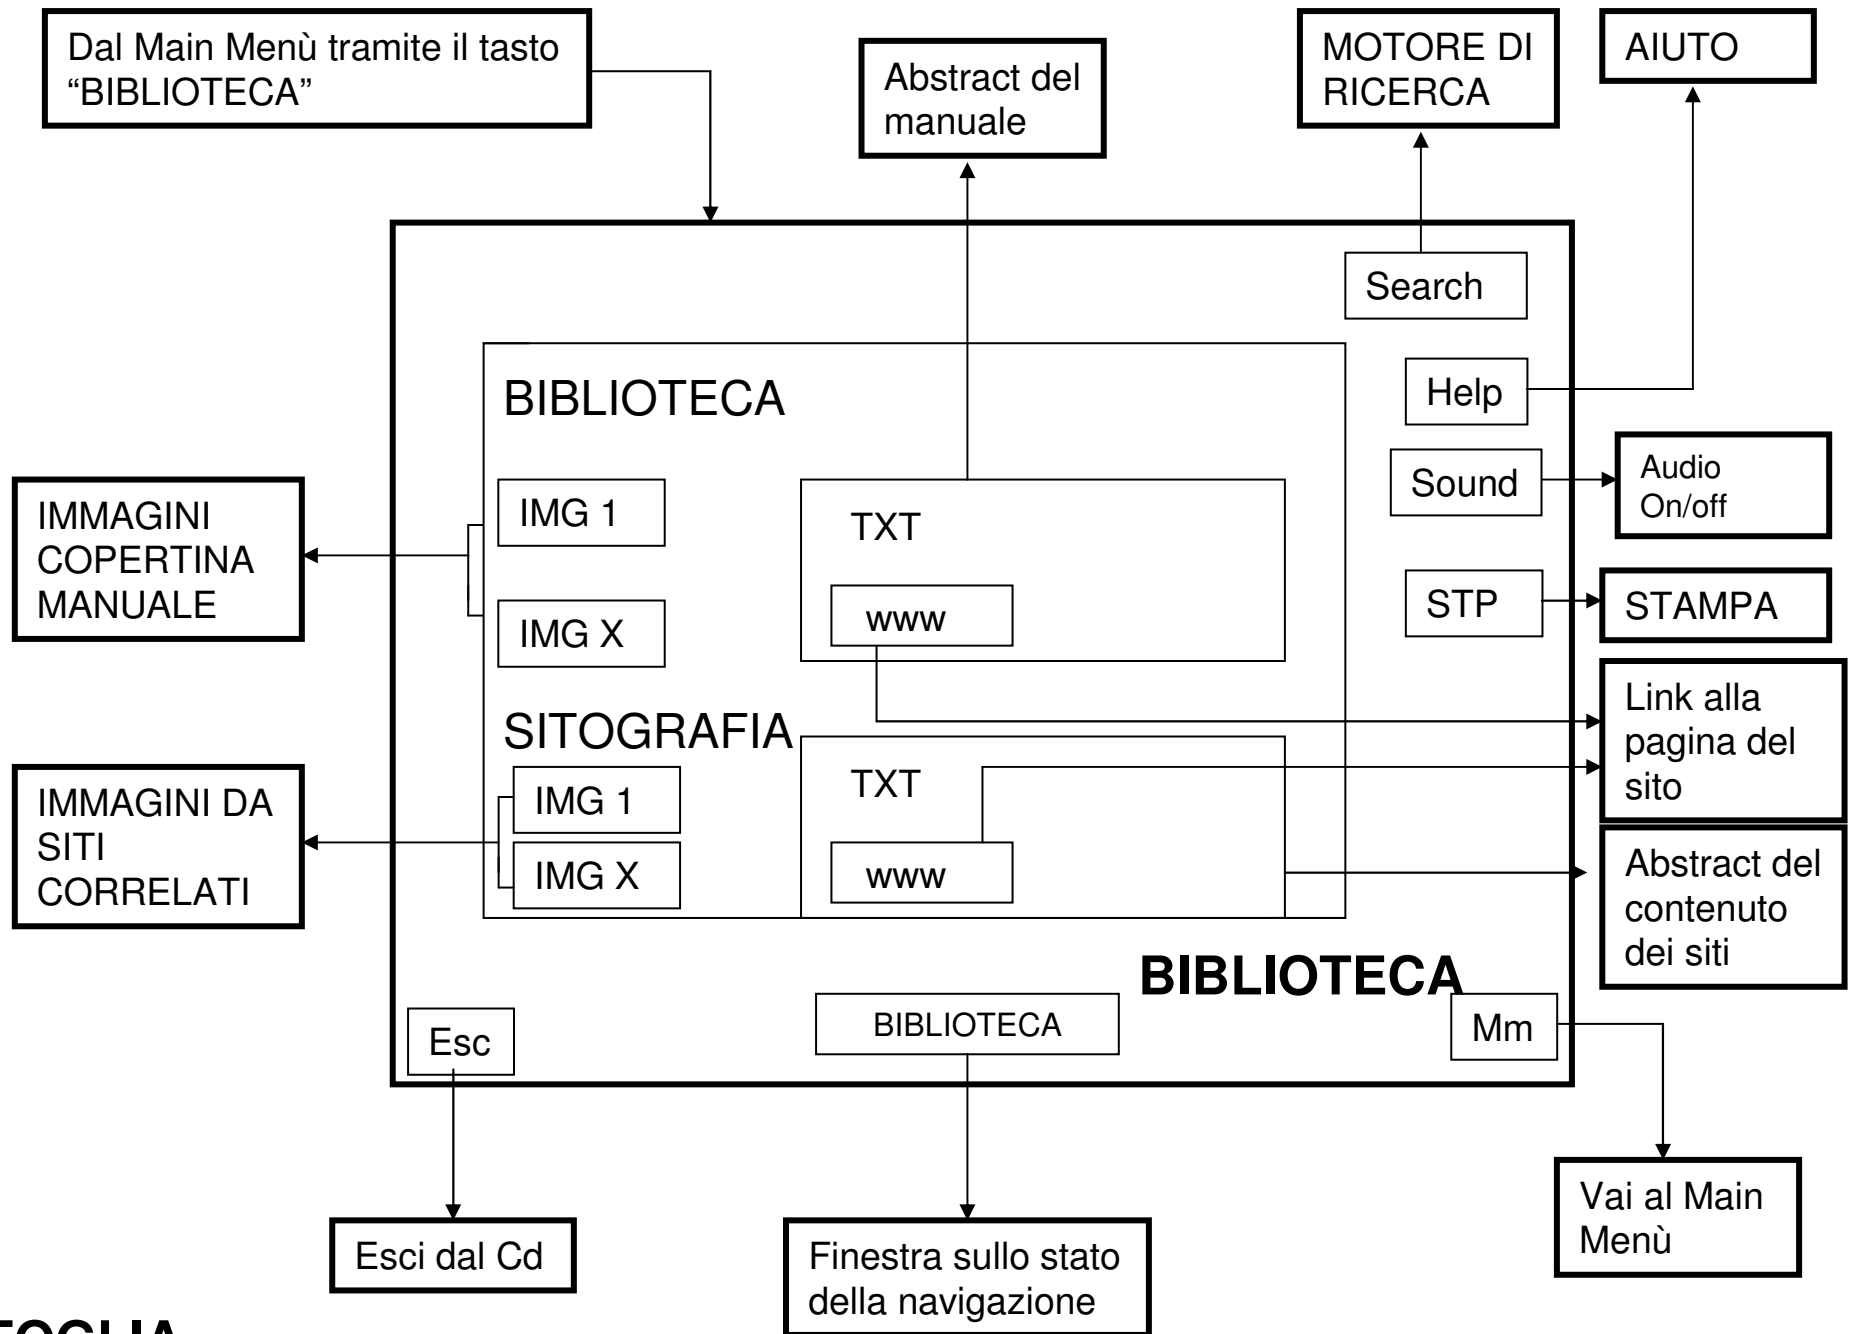 Dal Main Menù tramite il tasto
“BIBLIOTECA”
Abstract del
manuale
MOTORE DI
RICERCA
AIUTO
Search
Help
BIBLIOTECA
Sound
Audio
On/off
IMMAGINI
COPERTINA
MANUALE
IMG 1
TXT
www
IMG X
STP
STAMPA
SITOGRAFIA
Link alla
pagina del
sito
IMMAGINI DA
SITI
CORRELATI
IMG 1
TXT
IMG X
www
Abstract del
contenuto
dei siti
BIBLIOTECA
Esc
BIBLIOTECA
Mm
Vai al Main
Menù
Esci dal Cd
Finestra sullo stato
della navigazione